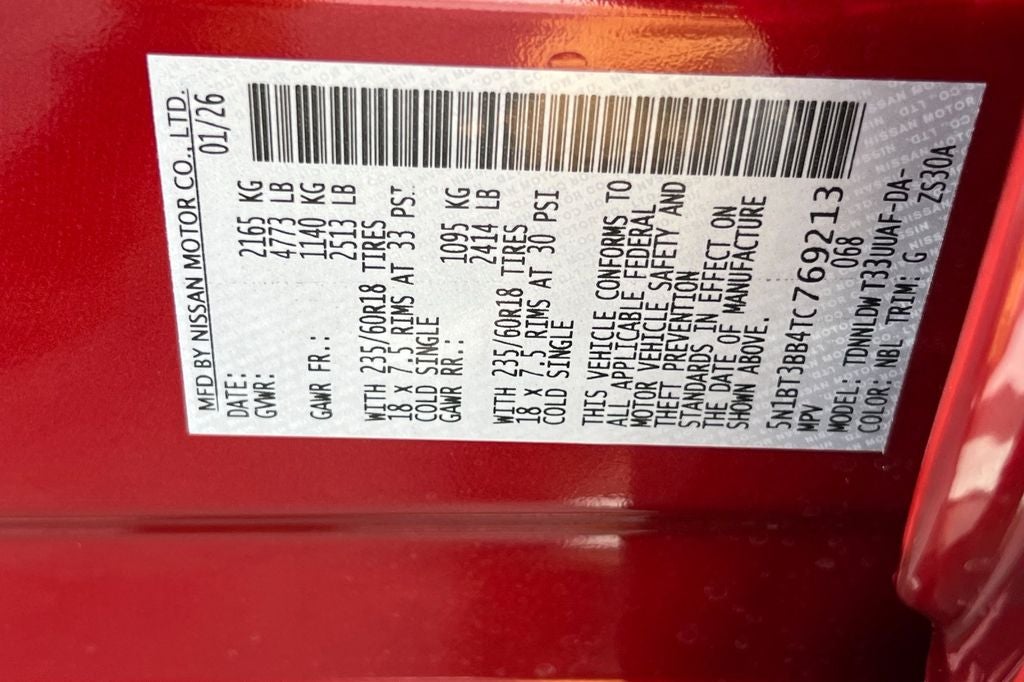 MFD BY NISSAN MOTOR CO., LTD.
DATE: 01/26
GVWR: 2165 KG
4773 LB
GAWR FR.: 1140 KG
2513 LB
WITH 235/60R18 TIRES
18 X 7.5 RIMS AT 33 PSI
COLD SINGLE
GAWR RR.: 1095 KG
2414 LB
WITH 235/60R18 TIRES
18 X 7.5 RIMS AT 30 PSI
COLD SINGLE
THIS VEHICLE CONFORMS TO
ALL APPLICABLE FEDERAL
MOTOR VEHICLE SAFETY AND
THEFT PREVENTION
STANDARDS IN EFFECT ON
THE DATE OF MANUFACTURE
SHOWN ABOVE.
5N1BT3BB4TC769213
MPV 068
MODEL: TDNNLDWT33UUAF-DA-
COLOR: NBL TRIM: G ZS30A